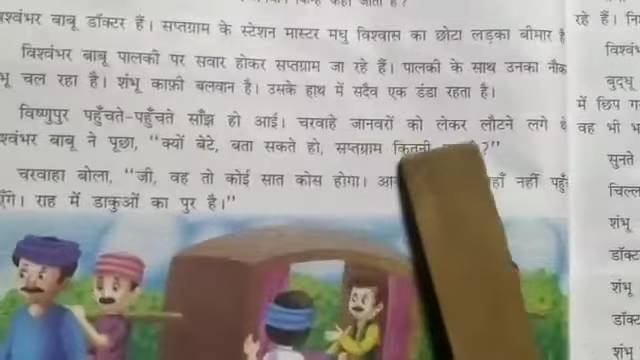 विश्वंभर बाबू डॉक्टर हैं। सप्तग्राम के स्टेशन मास्टर मधु विश्वास का छोटा लड़का बीमार है
विश्वंभर बाबू पालकी पर सवार होकर सप्तग्राम जा रहे हैं। पालकी के साथ उनका
चल रहा है। शंभू काफ़ी बलवान है। उसके हाथ में सदैव एक डंडा रहता है।
विष्णुपुर पहुँचते-पहुँचते साँझ हो आई। चरवाहे जानवरों को लेकर लौटने लगे
बाबू ने पूछा, “क्यों बेटे, बता सकते हो, सप्तग्राम कितनी
चरवाहा बोला, “जी, वह तो कोई सात कोस होगा। नहीं
राह में डाकुओं का पुर है।”
रहे हैं।
बुद्धू
में छिप
वह भी
सुनते
शंभू
शंभू
शंभू